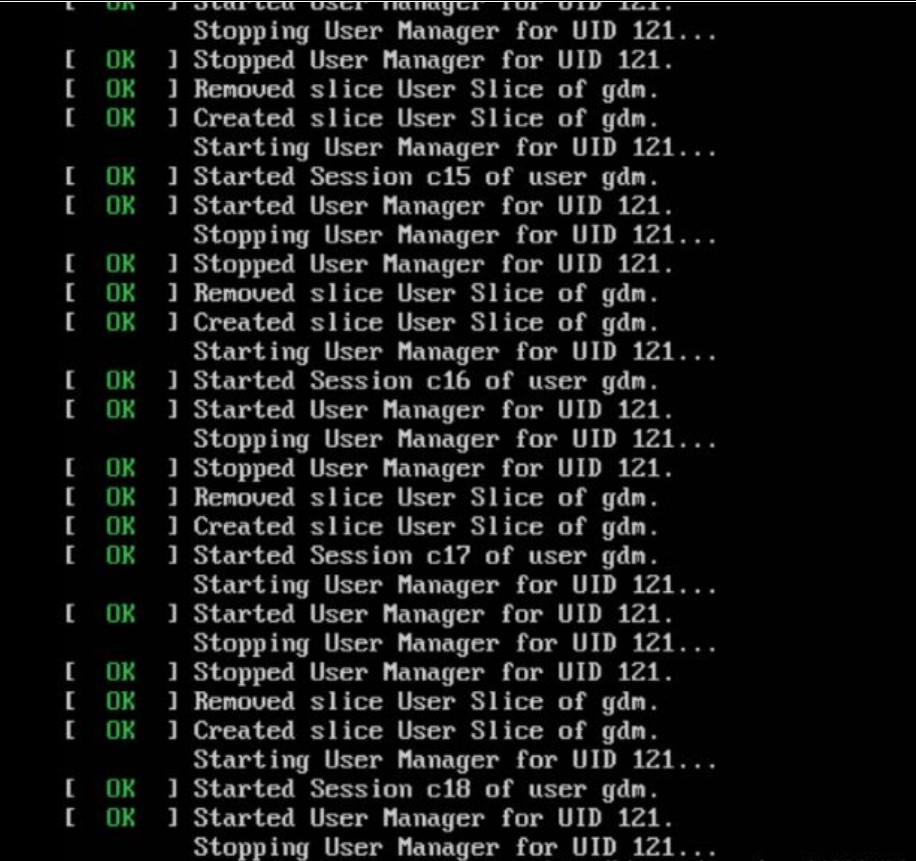 [  OK  ] Started User Manager for UID 121.
Stopping User Manager for UID 121...
[  OK  ] Stopped User Manager for UID 121.
[  OK  ] Removed slice User Slice of gdm.
[  OK  ] Created slice User Slice of gdm.
Starting User Manager for UID 121...
[  OK  ] Started Session c15 of user gdm.
[  OK  ] Started User Manager for UID 121.
Stopping User Manager for UID 121...
[  OK  ] Stopped User Manager for UID 121.
[  OK  ] Removed slice User Slice of gdm.
[  OK  ] Created slice User Slice of gdm.
Starting User Manager for UID 121...
[  OK  ] Started Session c16 of user gdm.
[  OK  ] Started User Manager for UID 121.
Stopping User Manager for UID 121...
[  OK  ] Stopped User Manager for UID 121.
[  OK  ] Removed slice User Slice of gdm.
[  OK  ] Created slice User Slice of gdm.
[  OK  ] Started Session c17 of user gdm.
Starting User Manager for UID 121...
[  OK  ] Started User Manager for UID 121.
Stopping User Manager for UID 121...
[  OK  ] Stopped User Manager for UID 121.
[  OK  ] Removed slice User Slice of gdm.
[  OK  ] Created slice User Slice of gdm.
Starting User Manager for UID 121...
[  OK  ] Started Session c18 of user gdm.
[  OK  ] Started User Manager for UID 121.
Stopping User Manager for UID 121...